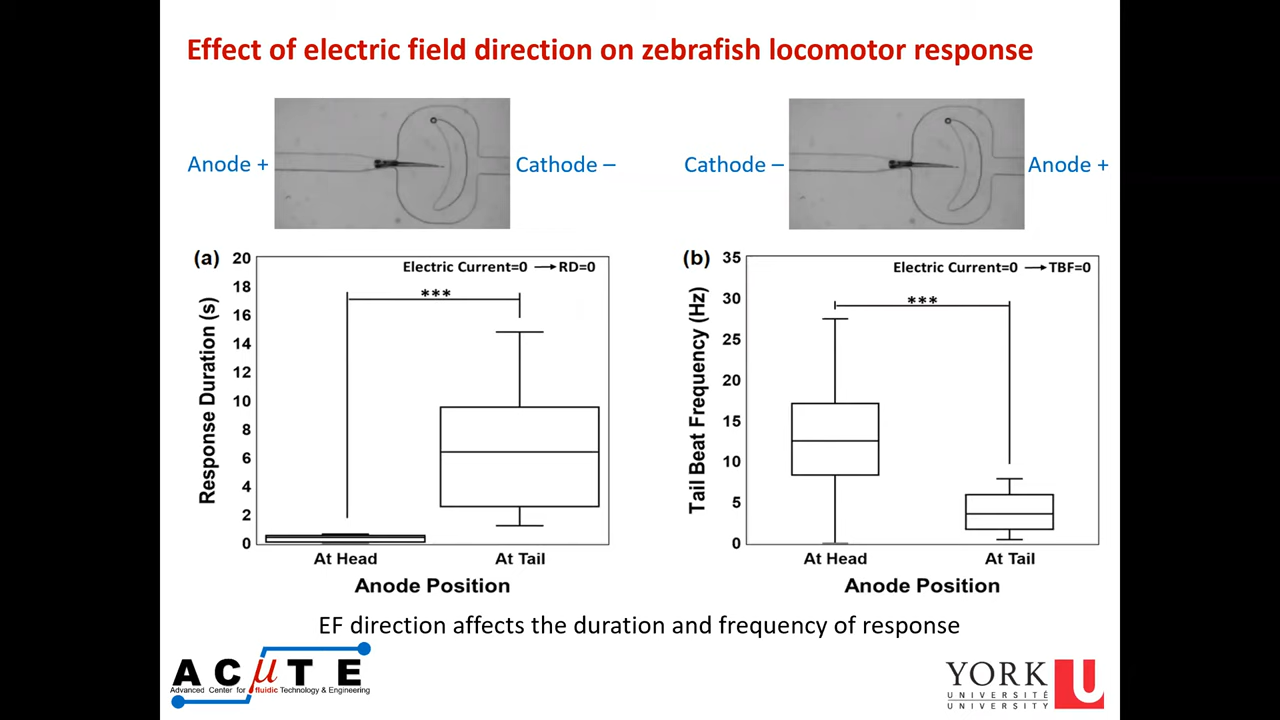 Effect of electric field direction on zebrafish locomotor response
Anode +
Cathode –
Cathode –
Anode +
(a)
Electric Current=0 → RD=0
***
Response Duration (s)
20
18
16
14
12
10
8
6
4
2
0
At Head
At Tail
Anode Position
(b)
Electric Current=0 → TBF=0
***
Tail Beat Frequency (Hz)
35
30
25
20
15
10
5
0
At Head
At Tail
Anode Position
EF direction affects the duration and frequency of response
ACμTE
Advanced Center for μfluidic Technology & Engineering
YORK U
UNIVERSITÉ
UNIVERSITY